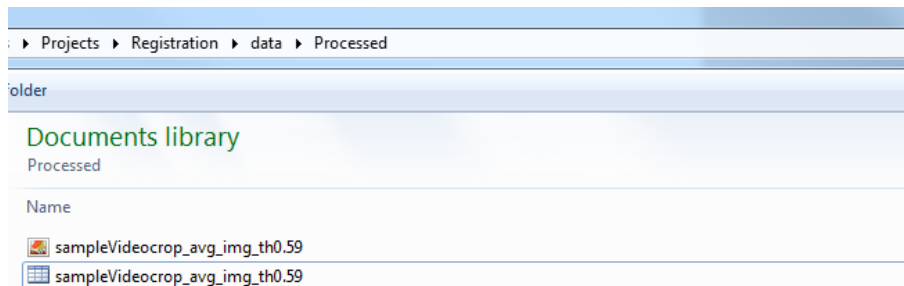 Projects ▸ Registration ▸ data ▸ Processed
older
Documents library
Processed
Name
sampleVideocrop_avg_img_th0.59
sampleVideocrop_avg_img_th0.59